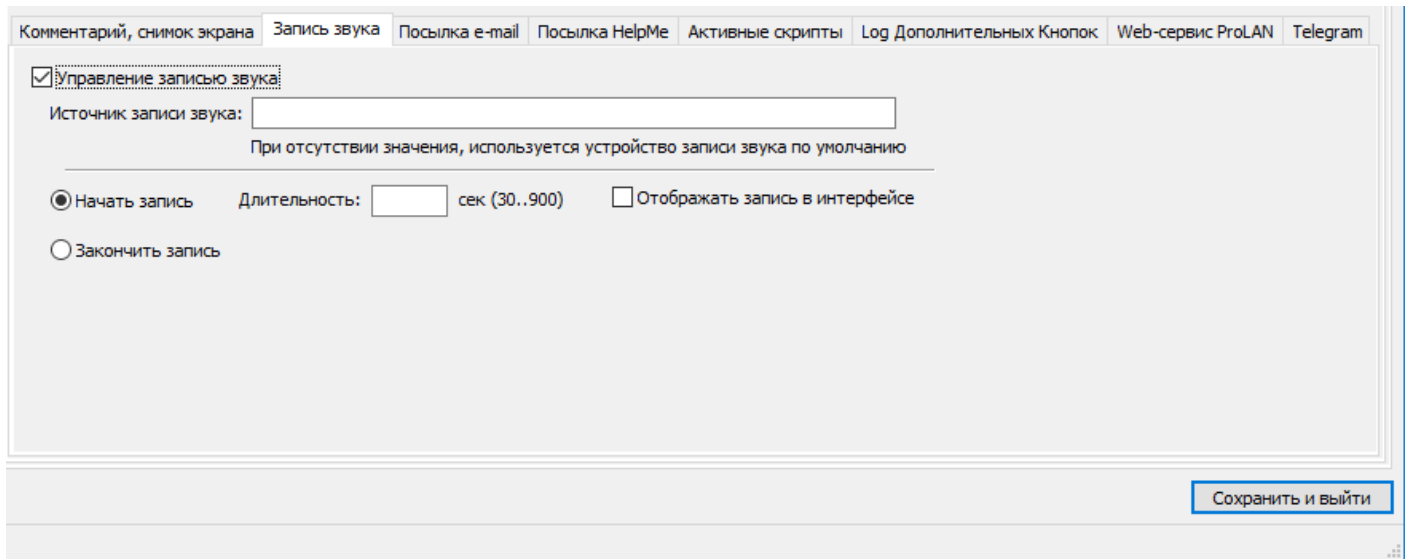 Комментарий, снимок экрана Запись звука Посылка e-mail Посылка HelpMe Активные скрипты Log Дополнительных Кнопок Web-сервис ProLAN Telegram
Управление записью звука
Источник записи звука:
При отсутствии значения, используется устройство записи звука по умолчанию
Начать запись Длительность: сек (30..900) Отображать запись в интерфейсе
Закончить запись
Сохранить и выйти